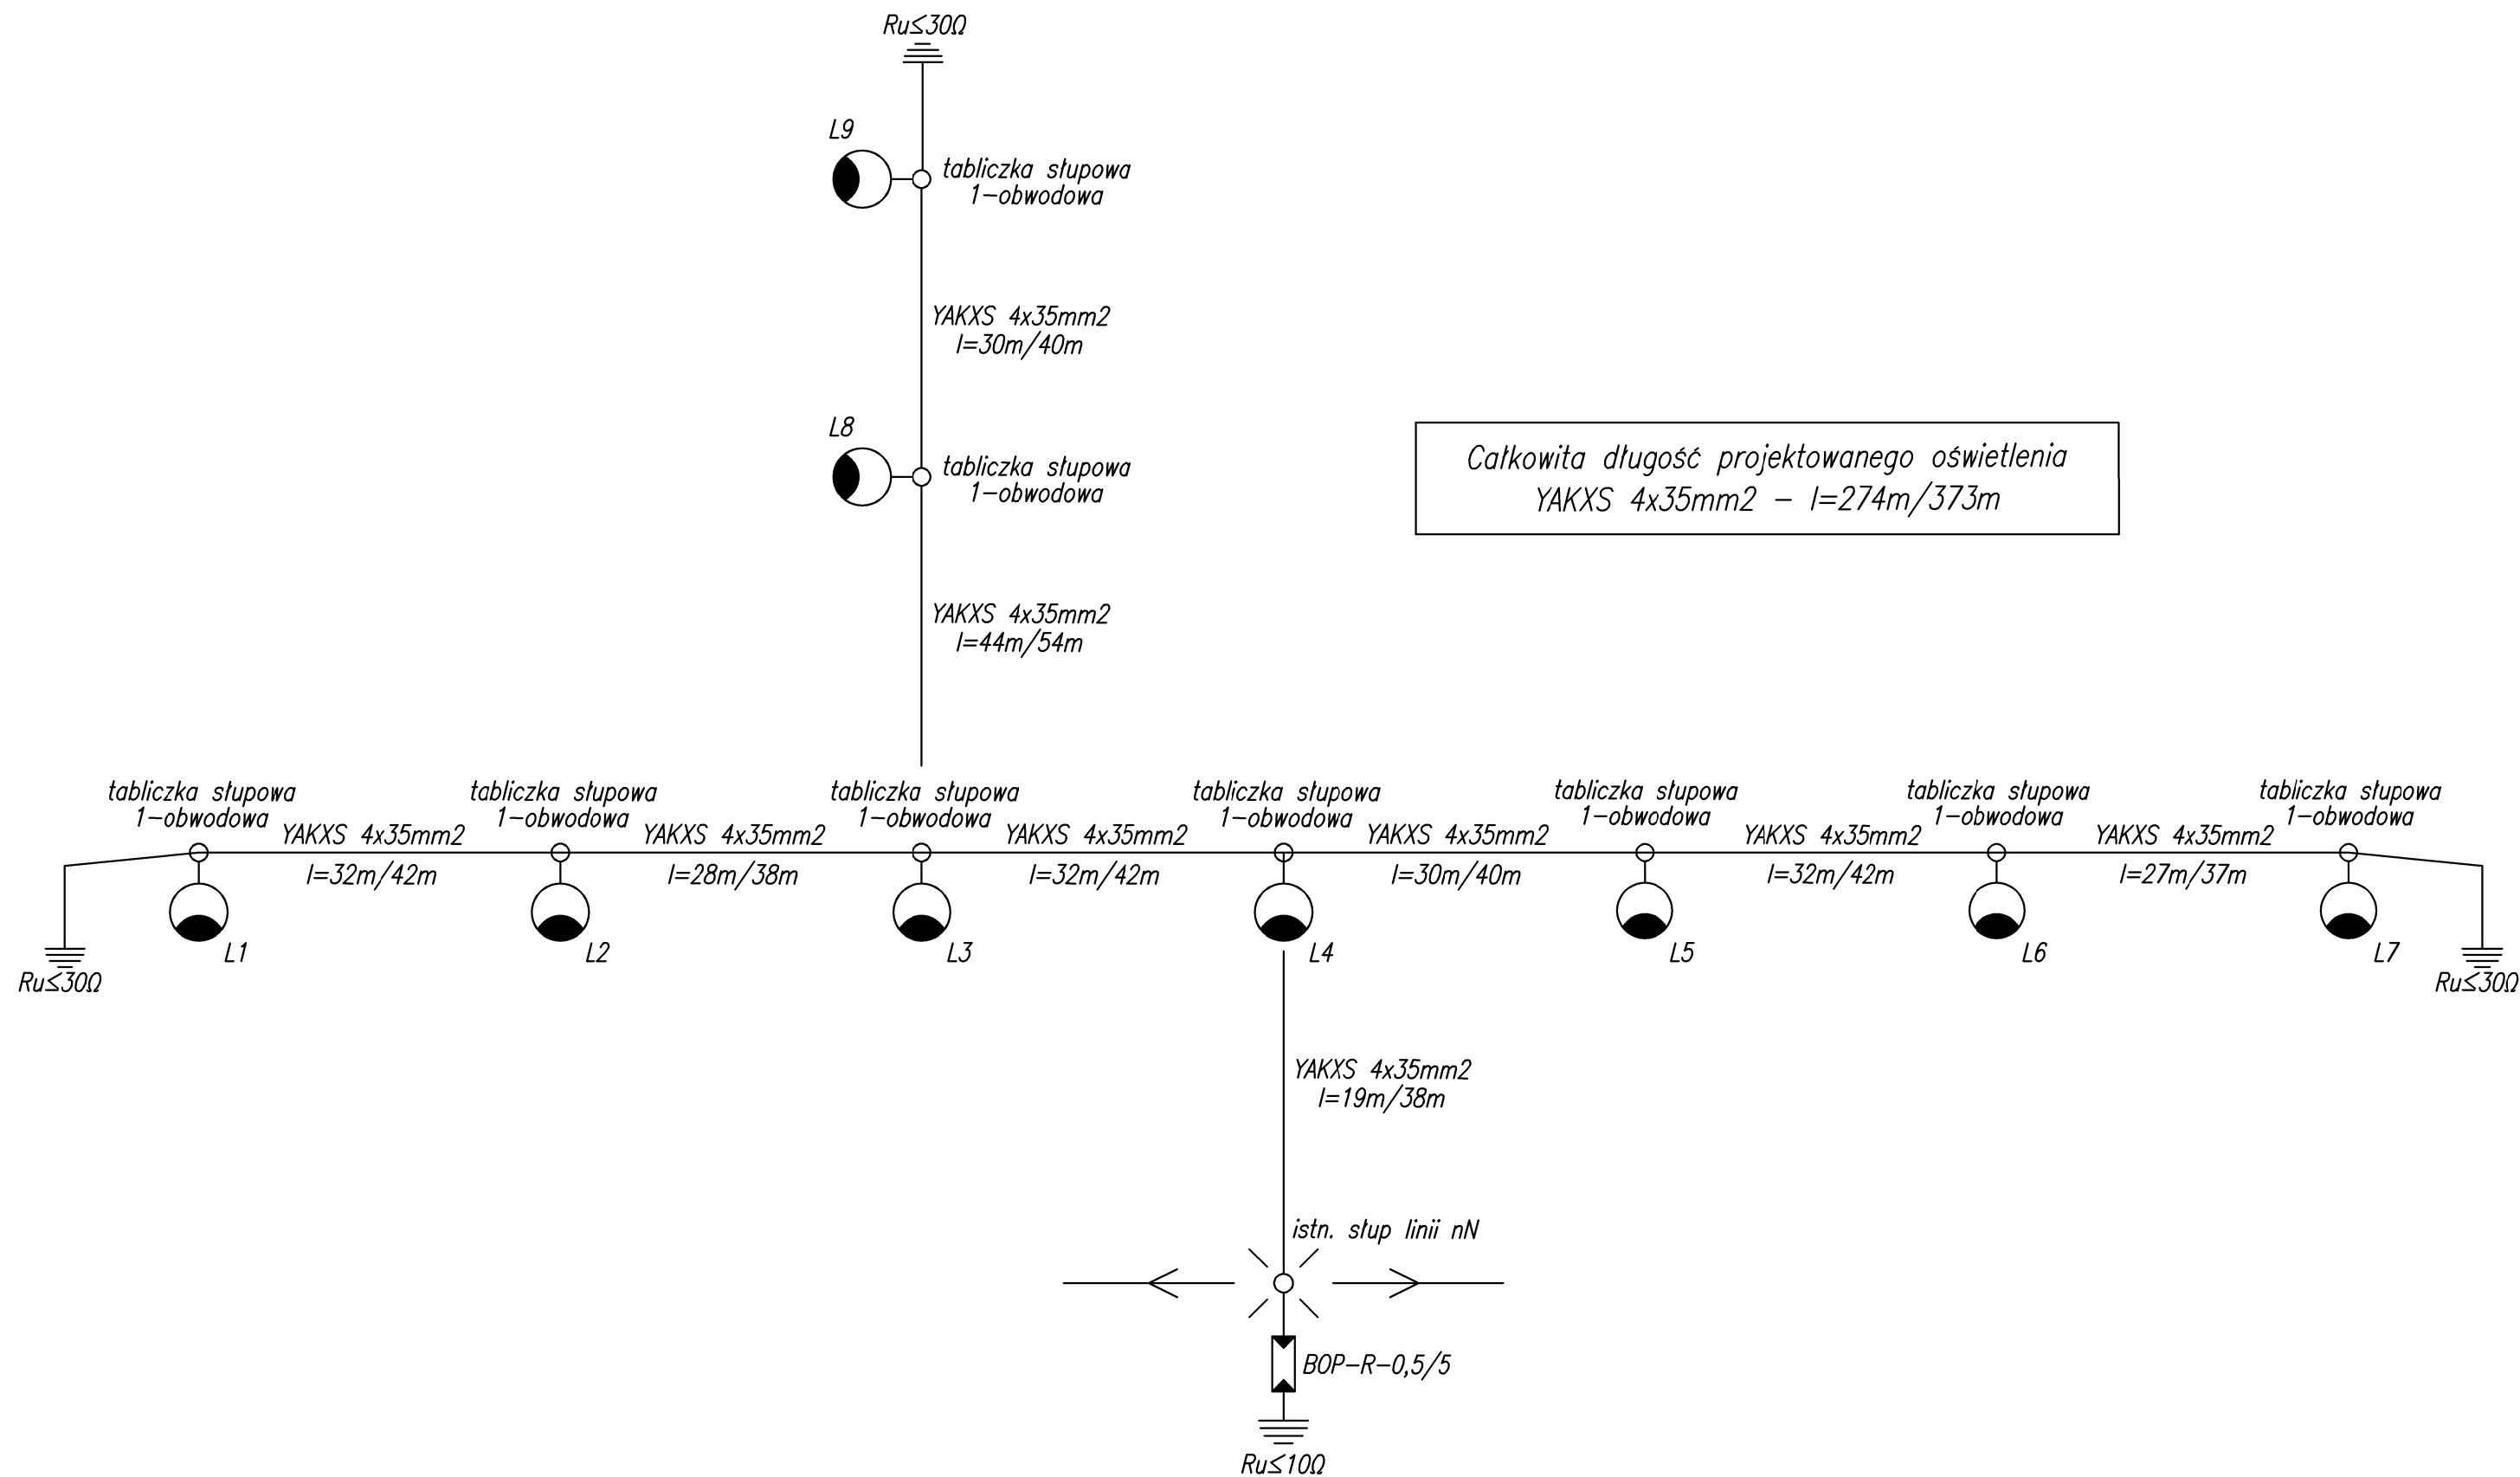 Ru≤30Ω
L9
tabliczka słupowa
1-obwodowa
YAKXS 4x35mm2
l=30m/40m
L8
tabliczka słupowa
1-obwodowa
Całkowita długość projektowanego oświetlenia
YAKXS 4x35mm2 - l=274m/373m
YAKXS 4x35mm2
l=44m/54m
tabliczka słupowa
1-obwodowa
YAKXS 4x35mm2
l=32m/42m
tabliczka słupowa
1-obwodowa
YAKXS 4x35mm2
l=28m/38m
tabliczka słupowa
1-obwodowa
YAKXS 4x35mm2
l=32m/42m
tabliczka słupowa
1-obwodowa
YAKXS 4x35mm2
l=30m/40m
tabliczka słupowa
1-obwodowa
YAKXS 4x35mm2
l=32m/42m
tabliczka słupowa
1-obwodowa
YAKXS 4x35mm2
l=27m/37m
tabliczka słupowa
1-obwodowa
Ru≤30Ω
L1
L2
L3
L4
L5
L6
L7
Ru≤30Ω
YAKXS 4x35mm2
l=19m/38m
istn. słup linii nN
BOP-R-0,5/5
Ru≤10Ω